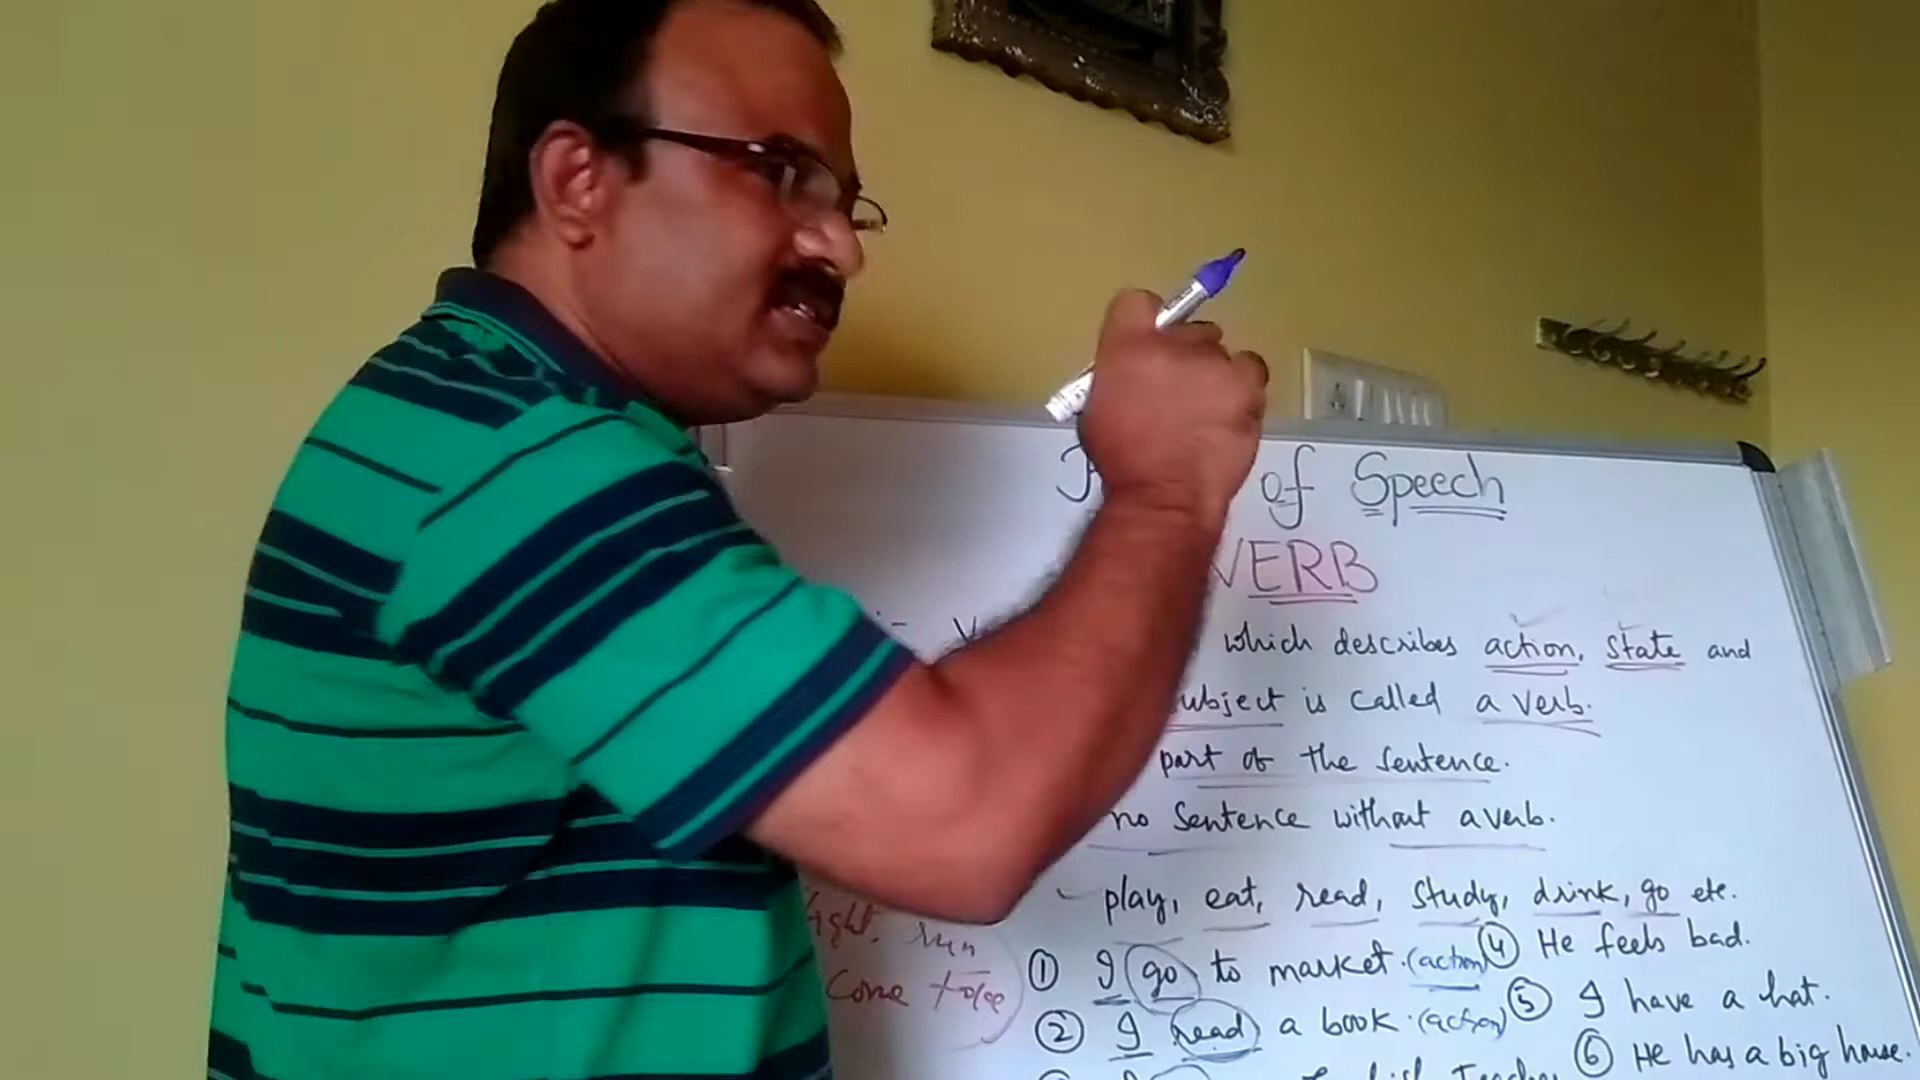 of Speech
VERB
which describes action, state and
ubject is called a verb.
part of the sentence.
no sentence without a verb.
play, eat, read, study, drink, go etc.
fight, run
Come
① I go to market. (action)
② I read a book. (action)
④ He feels bad.
⑤ I have a hat.
⑥ He has a big house.